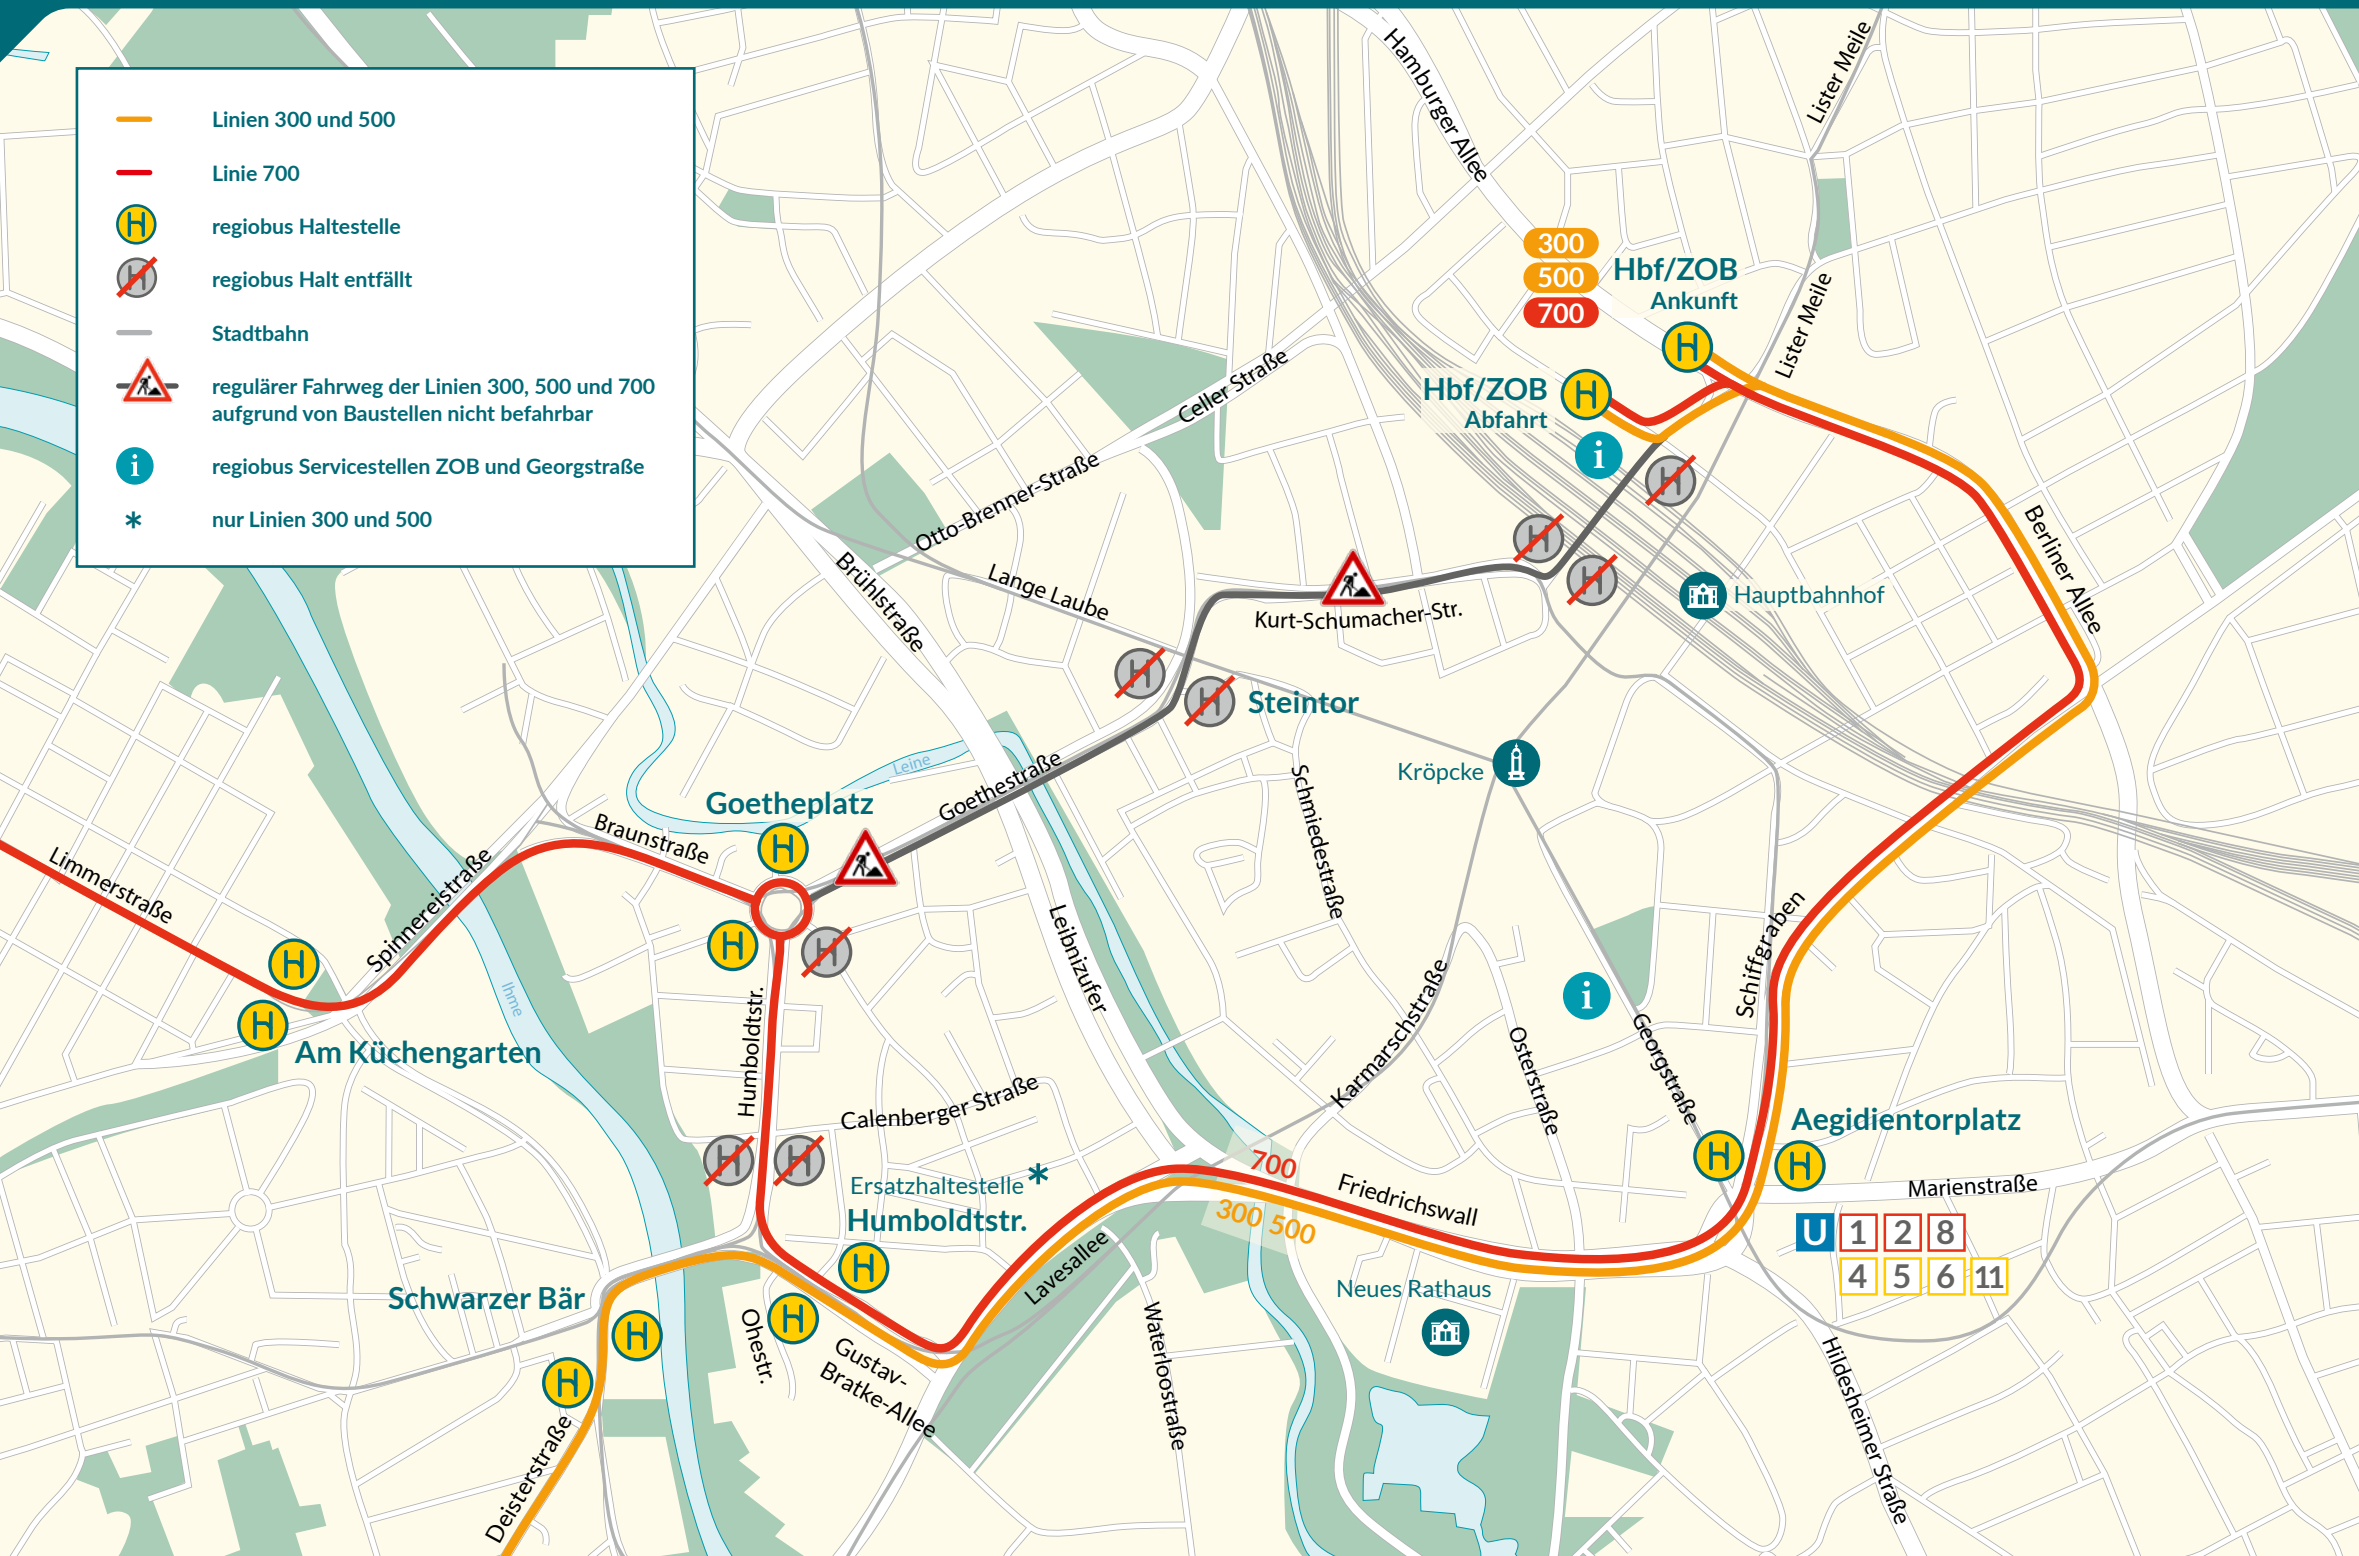 Linien 300 und 500
Linie 700
H
regiobus Haltestelle
H
regiobus Halt entfällt
Stadtbahn
regulärer Fahrweg der Linien 300, 500 und 700
aufgrund von Baustellen nicht befahrbar
i
regiobus Servicestellen ZOB und Georgstraße
*
nur Linien 300 und 500
Hamburger Allee
Lister Meile
300
500
700
Hbf/ZOB
Ankunft
H
Lister Meile
Hbf/ZOB
Abfahrt
H
i
H
H
H
Celler Straße
Otto-Brenner-Straße
Brühlstraße
Lange Laube
Kurt-Schumacher-Str.
Hauptbahnhof
Berliner Allee
H
H
Steintor
Kröpcke
Leine
Goethestraße
Schmiedestraße
Goetheplatz
H
Braunstraße
H
H
Limmerstraße
Spinnereistraße
H
H
Am Küchengarten
Ihme
Leibnizufer
Karmarschstraße
Schiffgraben
i
Georgstraße
Osterstraße
Humboldtstr.
Calenberger Straße
H
H
Ersatzhaltestelle *
Humboldtstr.
H
H
Aegidientorplatz
H
H
Marienstraße
U 1 2 8
4 5 6 11
700
300 500
Friedrichswall
Lavesallee
Neues Rathaus
Schwarzer Bär
H
H
Ohestr.
Gustav-
Bratke-Allee
Waterloostraße
Hildesheimer Straße
Deisterstraße